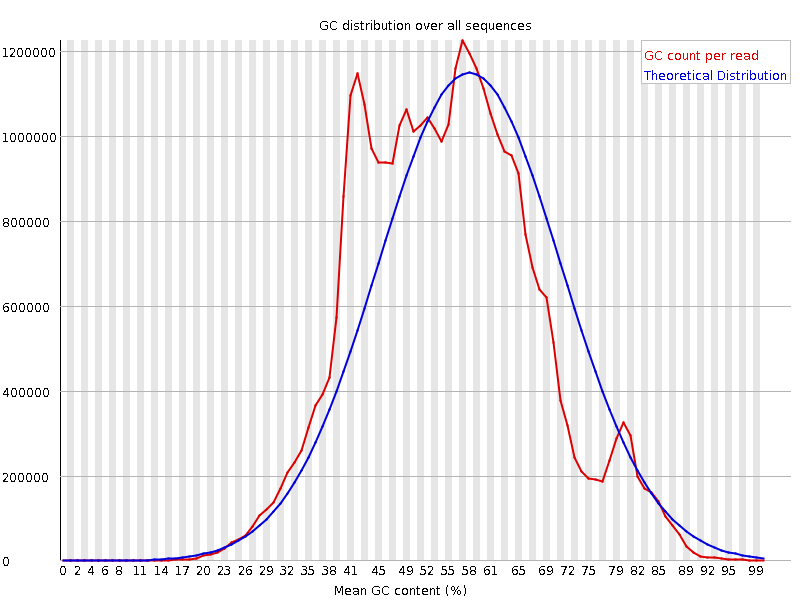 GC distribution over all sequences
GC count per read
Theoretical Distribution
1200000
1000000
800000
600000
400000
200000
0
0 2 4 6 8 11 14 17 20 23 26 29 32 35 38 41 45 49 52 55 58 61 65 69 72 75 79 82 85 89 92 95 99
Mean GC content (%)